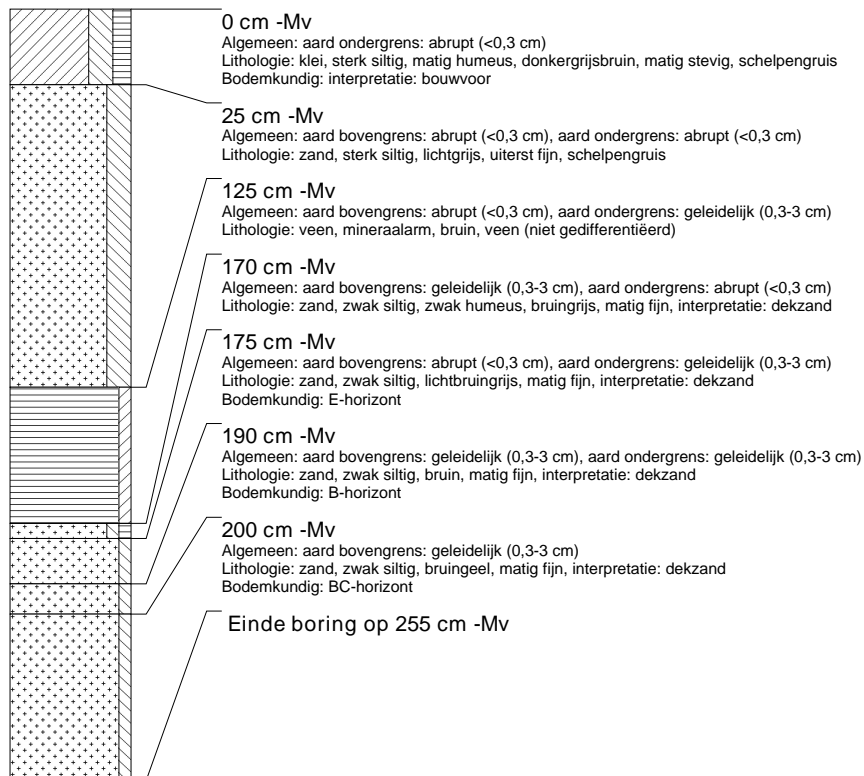 0 cm -Mv
Algemeen: aard ondergrens: abrupt (<0,3 cm)
Lithologie: klei, sterk siltig, matig humeus, donkergrijsbruin, matig stevig, schelpengruis
Bodemkundig: interpretatie: bouwvoor
25 cm -Mv
Algemeen: aard bovengrens: abrupt (<0,3 cm), aard ondergrens: abrupt (<0,3 cm)
Lithologie: zand, sterk siltig, lichtgrijs, uiterst fijn, schelpengruis
125 cm -Mv
Algemeen: aard bovengrens: abrupt (<0,3 cm), aard ondergrens: geleidelijk (0,3-3 cm)
Lithologie: veen, mineraalarm, bruin, veen (niet gedifferentiëerd)
170 cm -Mv
Algemeen: aard bovengrens: geleidelijk (0,3-3 cm), aard ondergrens: abrupt (<0,3 cm)
Lithologie: zand, zwak siltig, zwak humeus, bruingrijs, matig fijn, interpretatie: dekzand
175 cm -Mv
Algemeen: aard bovengrens: abrupt (<0,3 cm), aard ondergrens: geleidelijk (0,3-3 cm)
Lithologie: zand, zwak siltig, lichtbruingrijs, matig fijn, interpretatie: dekzand
Bodemkundig: E-horizont
190 cm -Mv
Algemeen: aard bovengrens: geleidelijk (0,3-3 cm), aard ondergrens: geleidelijk (0,3-3 cm)
Lithologie: zand, zwak siltig, bruin, matig fijn, interpretatie: dekzand
Bodemkundig: B-horizont
200 cm -Mv
Algemeen: aard bovengrens: geleidelijk (0,3-3 cm)
Lithologie: zand, zwak siltig, bruingeel, matig fijn, interpretatie: dekzand
Bodemkundig: BC-horizont
Einde boring op 255 cm -Mv